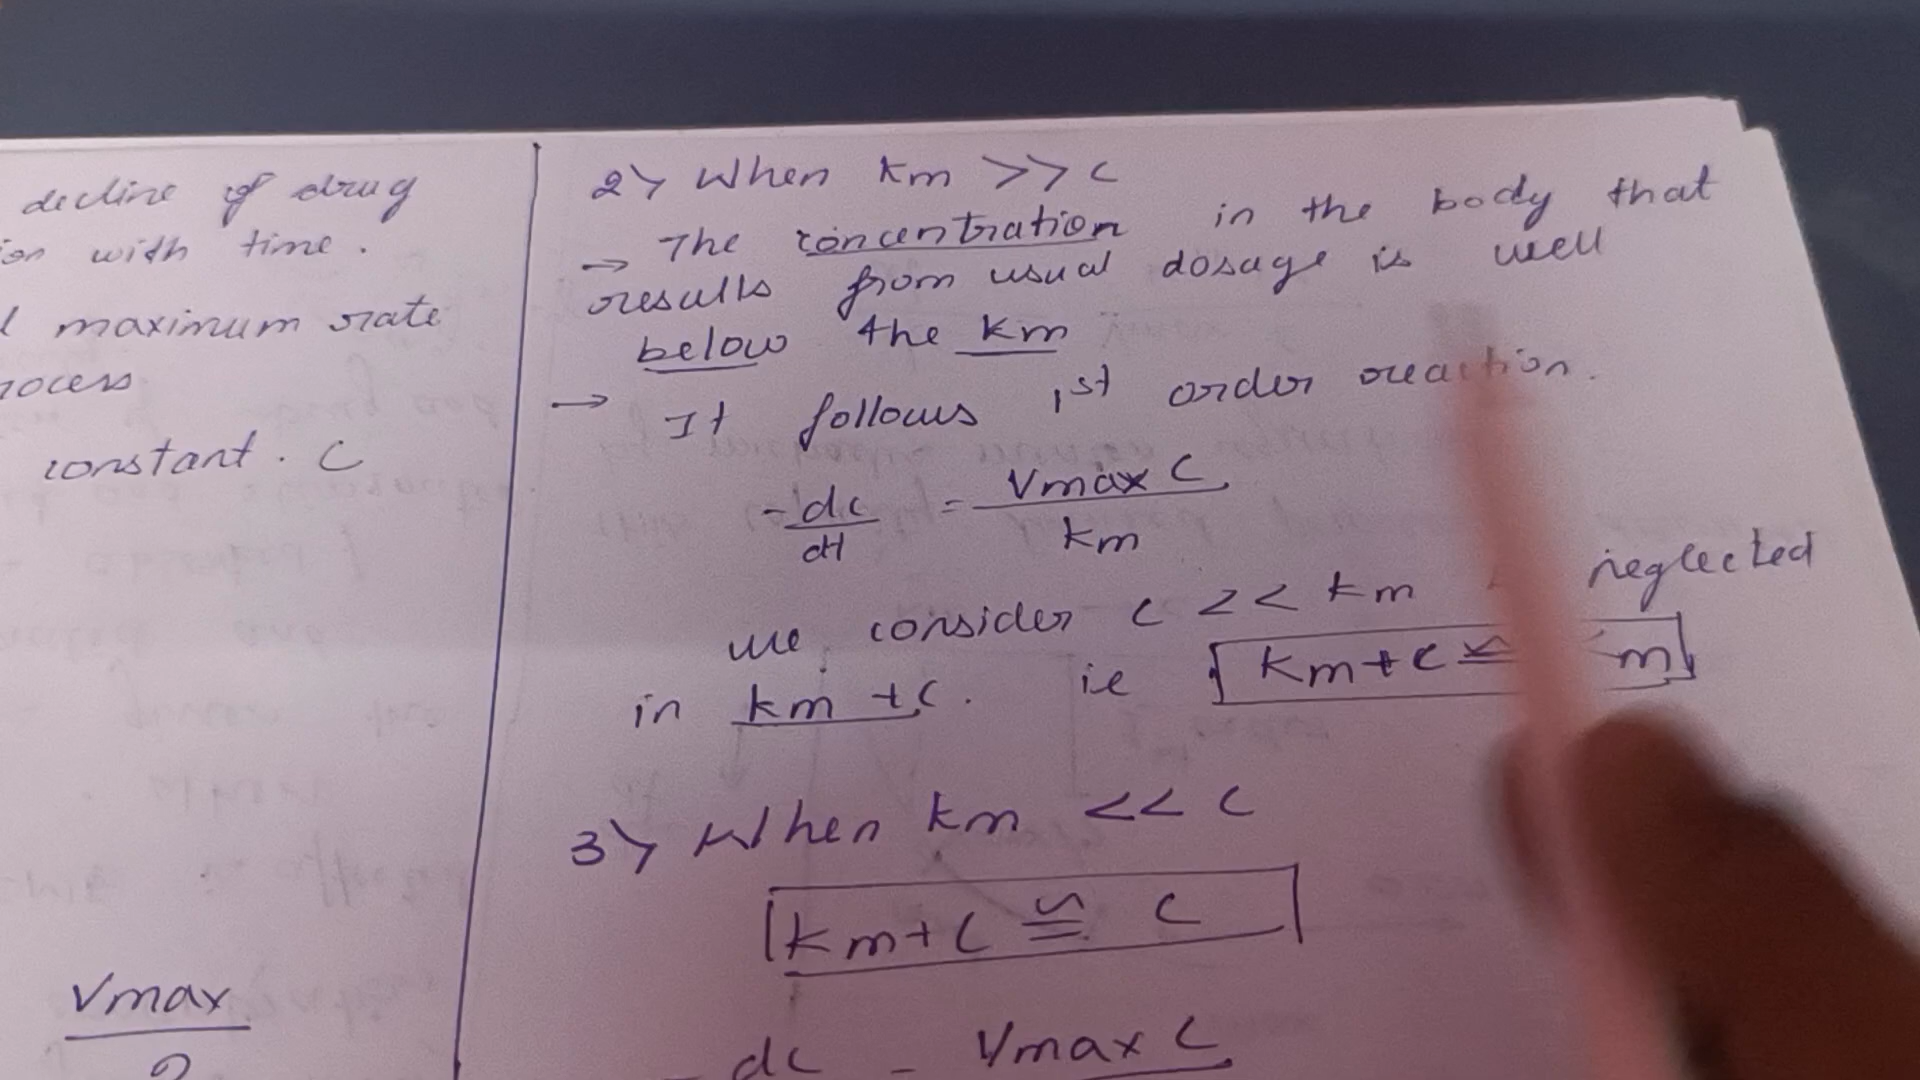 decline of drug
with time.
maximum rate
constant. C
Vmax
2> When km >> c
→ The concentration in the body that
results from usual dosage is well
below the km
→ It follows 1st order reaction.
- dc/dt = Vmax C / km
we consider c << km neglected
in km + c. ie km + c ≅ m
3> When km << c
km + c ≅ c
- dc = Vmax C